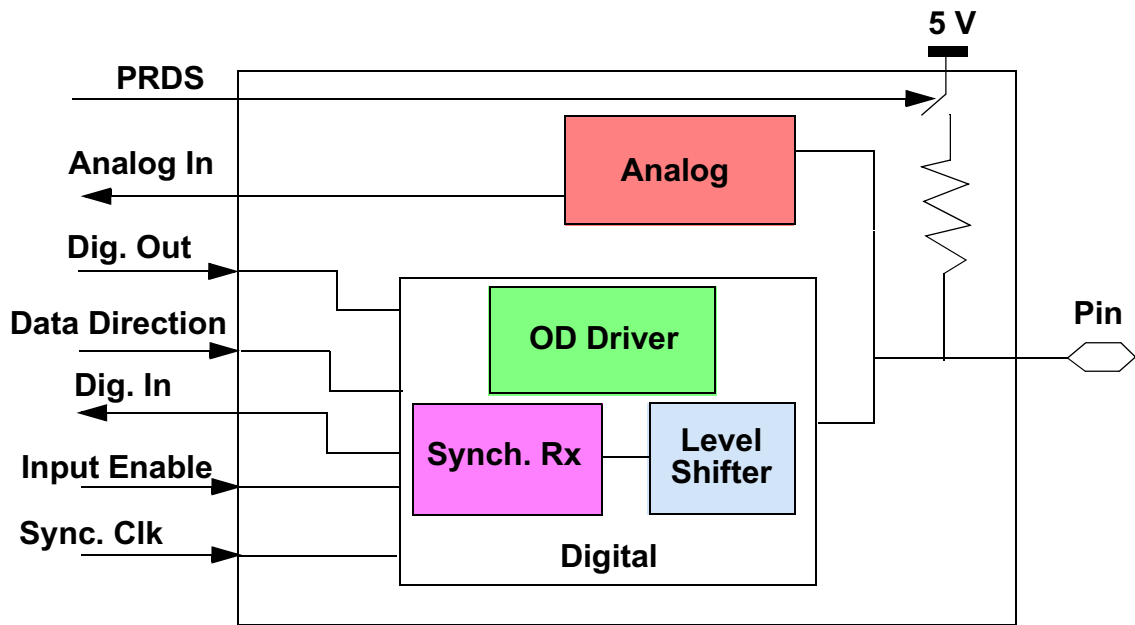 5 V
PRDS
Analog In
Analog
Dig. Out
Data Direction
OD Driver
Pin
Dig. In
Synch. Rx
Level
Shifter
Input Enable
Sync. Clk
Digital